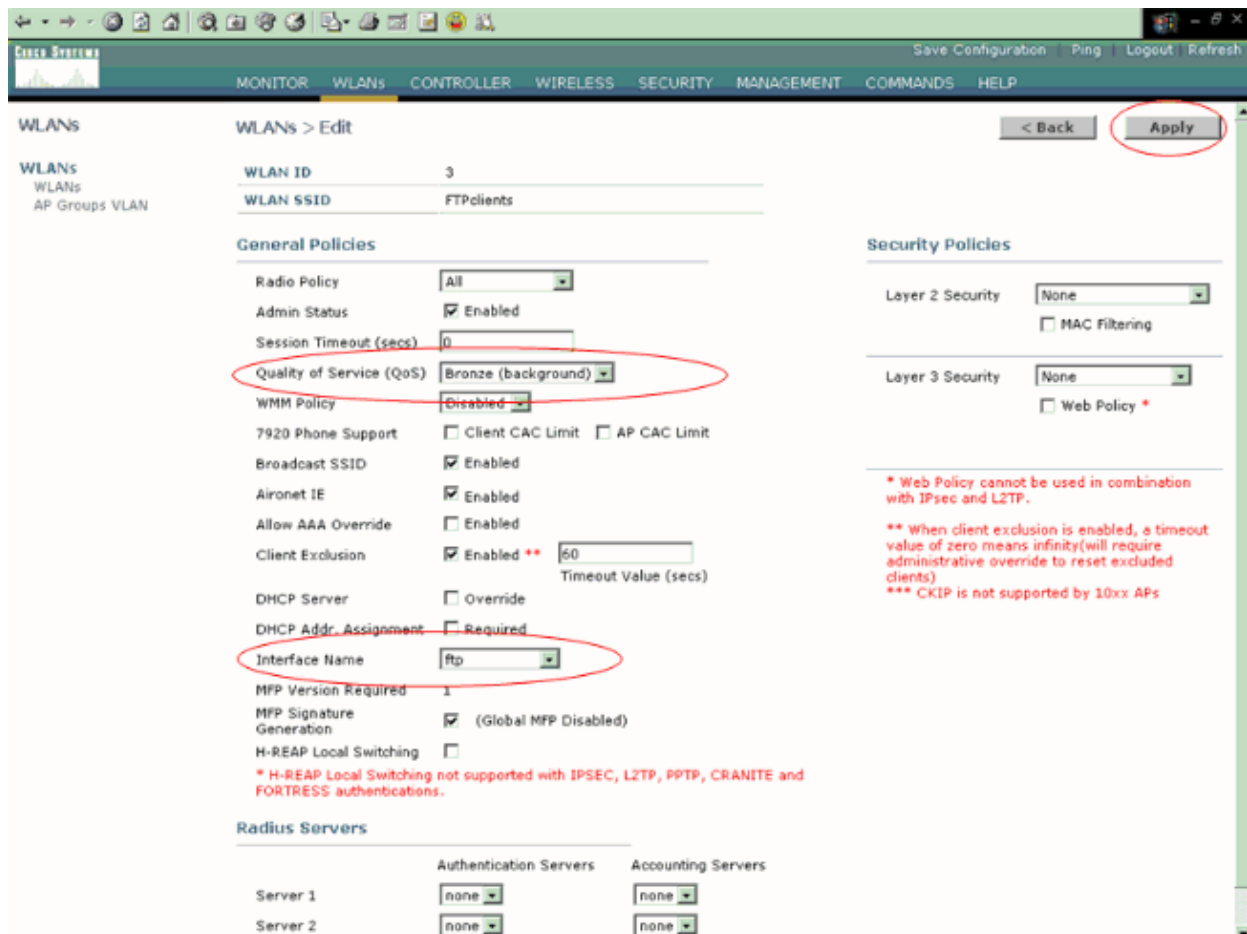 Cisco Systems
Save Configuration | Ping | Logout | Refresh
MONITOR WLANs CONTROLLER WIRELESS SECURITY MANAGEMENT COMMANDS HELP
WLANs
WLANs
WLANs
AP Groups VLAN
WLANs > Edit
< Back Apply
WLAN ID 3
WLAN SSID FTPclients
General Policies
Radio Policy All
Admin Status Enabled
Session Timeout (secs) 0
Quality of Service (QoS) Bronze (background)
WMM Policy Disabled
7920 Phone Support Client CAC Limit AP CAC Limit
Broadcast SSID Enabled
Aironet IE Enabled
Allow AAA Override Enabled
Client Exclusion Enabled ** 60
Timeout Value (secs)
DHCP Server Override
DHCP Addr. Assignment Required
Interface Name ftp
MFP Version Required 1
MFP Signature
Generation (Global MFP Disabled)
H-REAP Local Switching
* H-REAP Local Switching not supported with IPSEC, L2TP, PPTP, CRANITE and
FORTRESS authentications.
Security Policies
Layer 2 Security None
MAC Filtering
Layer 3 Security None
Web Policy *
* Web Policy cannot be used in combination
with IPsec and L2TP.
** When client exclusion is enabled, a timeout
value of zero means infinity(will require
administrative override to reset excluded
clients)
*** CKIP is not supported by 10xx APs
Radius Servers
Authentication Servers Accounting Servers
Server 1 none none
Server 2 none none